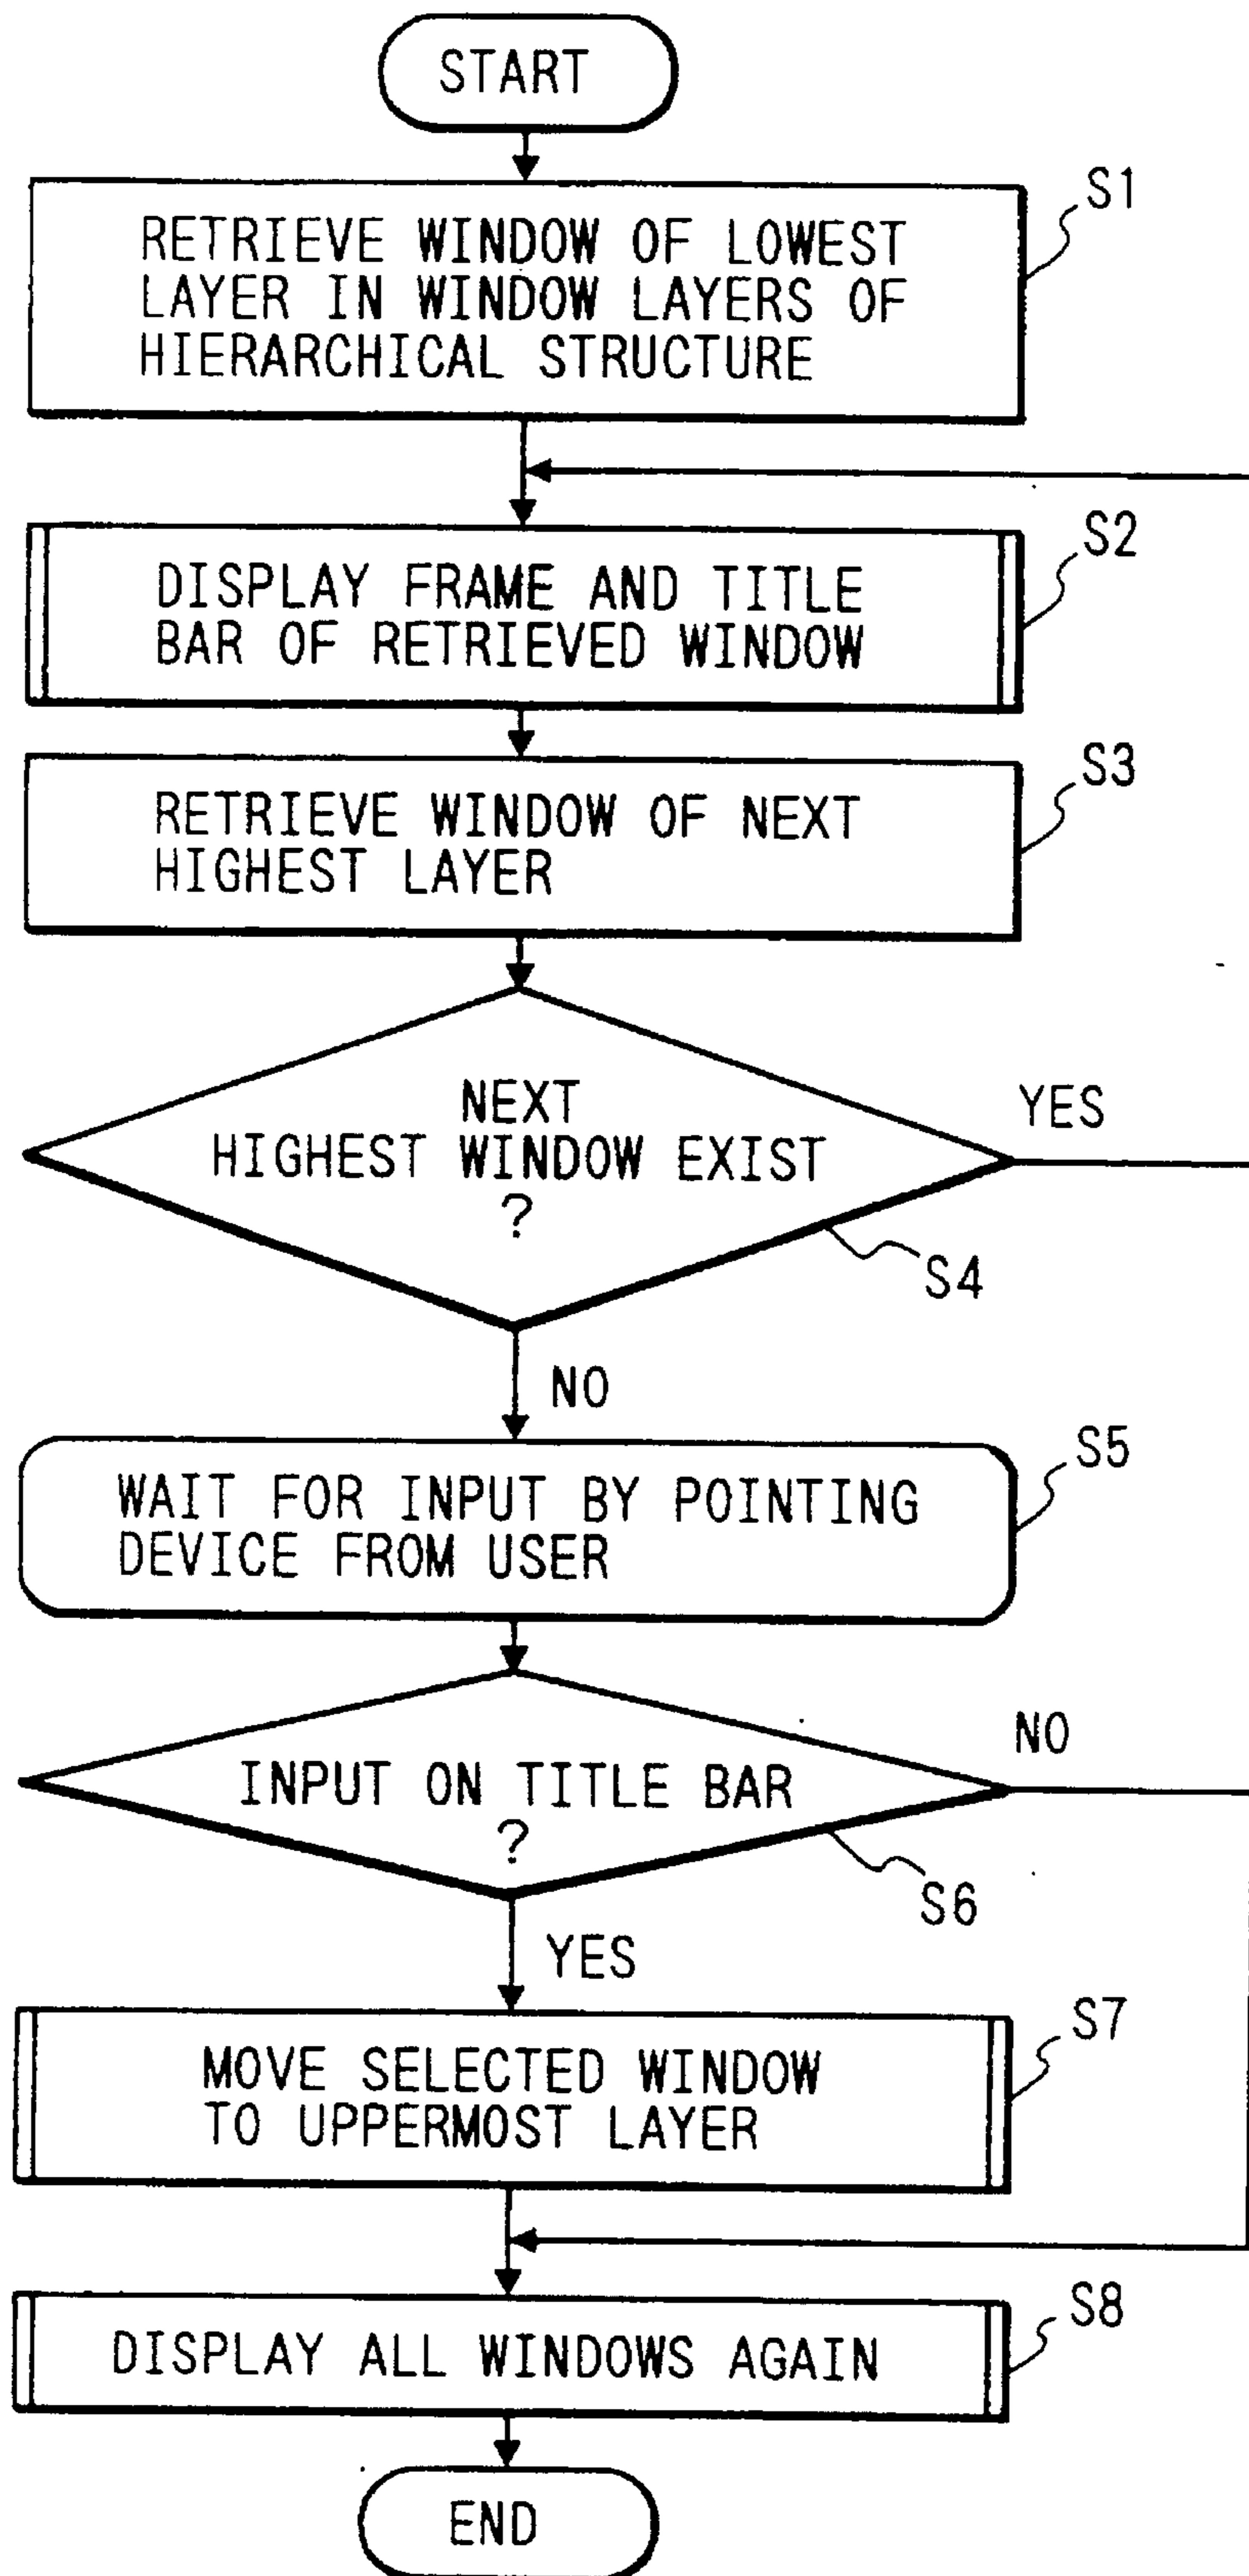 START
S1
RETRIEVE WINDOW OF LOWEST
LAYER IN WINDOW LAYERS OF
HIERARCHICAL STRUCTURE
S2
DISPLAY FRAME AND TITLE
BAR OF RETRIEVED WINDOW
S3
RETRIEVE WINDOW OF NEXT
HIGHEST LAYER
NEXT
HIGHEST WINDOW EXIST
?
YES
S4
NO
S5
WAIT FOR INPUT BY POINTING
DEVICE FROM USER
INPUT ON TITLE BAR
?
NO
S6
YES
S7
MOVE SELECTED WINDOW
TO UPPERMOST LAYER
S8
DISPLAY ALL WINDOWS AGAIN
END